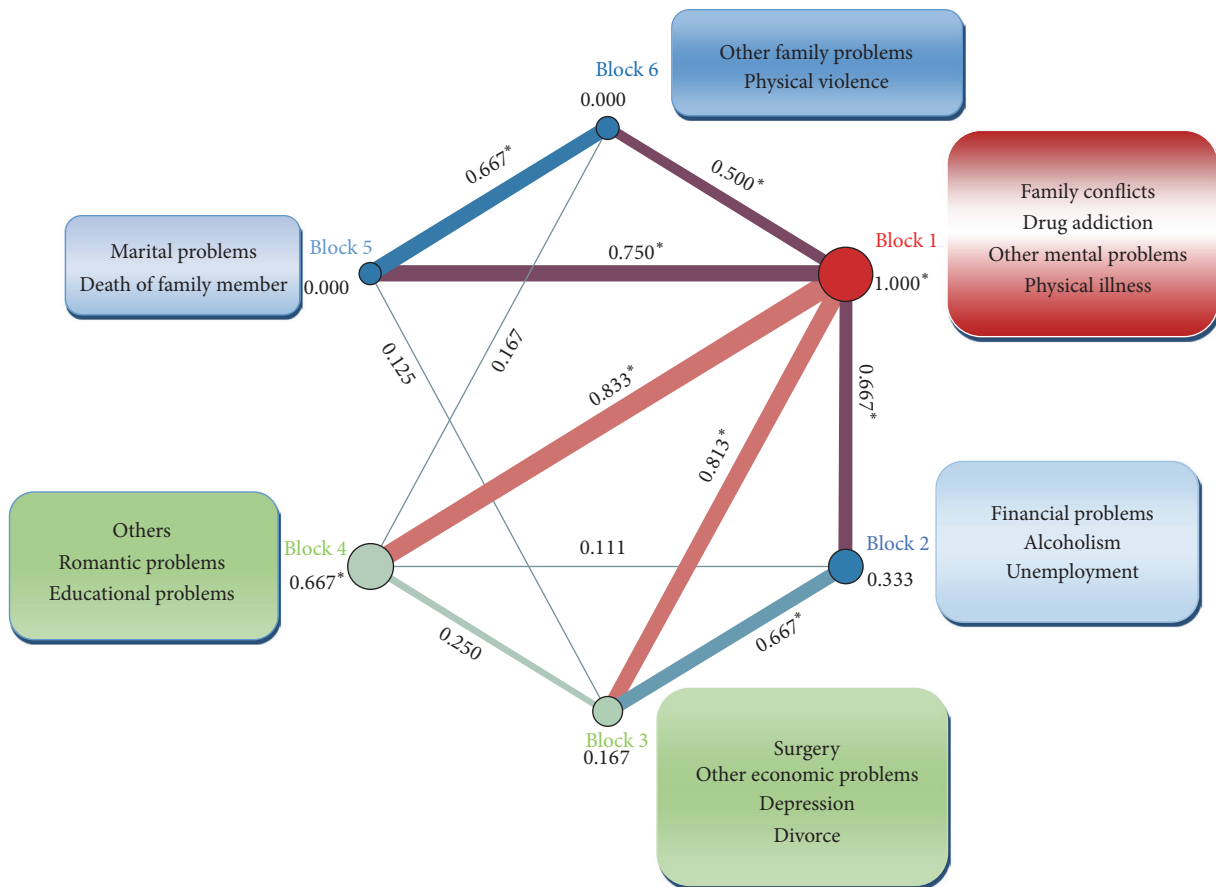 Other family problems
Physical violence
Block 6
0.000
0.667*
0.500*
Family conflicts
Drug addiction
Other mental problems
Physical illness
Block 1
1.000*
Marital problems
Death of family member
Block 5
0.000
0.750*
0.167
0.125
0.833*
0.813*
0.667*
Others
Romantic problems
Educational problems
Block 4
0.667*
0.111
Block 2
0.333
Financial problems
Alcoholism
Unemployment
0.250
0.667*
Block 3
0.167
Surgery
Other economic problems
Depression
Divorce